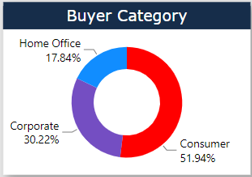 Buyer Category
Home Office
17.84%
Corporate
30.22%
Consumer
51.94%